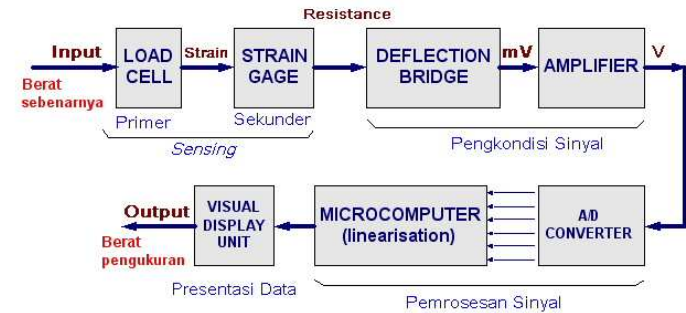 Resistance
Input
LOAD
CELL
Strain
STRAIN
GAGE
DEFLECTION
BRIDGE
mV
AMPLIFIER
V
Berat
sebenarnya
Primer
Sekunder
Sensing
Pengkondisi Sinyal
Output
VISUAL
DISPLAY
UNIT
MICROCOMPUTER
(linearisation)
A/D
CONVERTER
Berat
pengukuran
Presentasi Data
Pemrosesan Sinyal